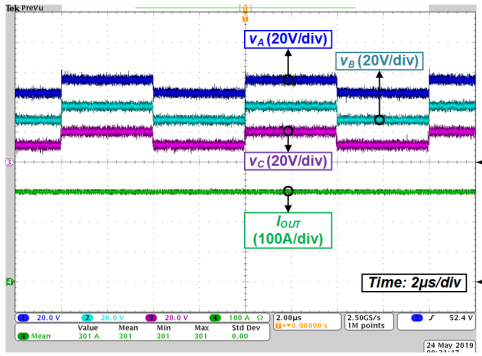 Tek PreVu
vA (20V/div)
vB (20V/div)
3
vC (20V/div)
IOUT
(100A/div)
4
Time: 2µs/div
1 20.0 V 2 20.0 V 3 20.0 V 4 100 A Ω
2.00µs
0.00000 s
2.50GS/s
1M points
1 52.4 V
Value Mean Min Max Std Dev
4 Mean 301 A 301 301 301 0.00
24 May 2019